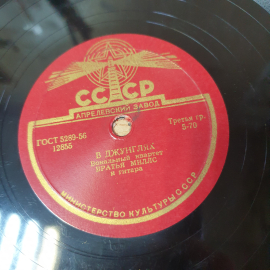 СССР
АПРЕЛЕВСКИЙ ЗАВОД
ГОСТ 5289-56
12855
Третья гр.
5-70
В ДЖУНГЛЯХ
Вокальный квартет
БРАТЬЯ МИЛЛС
и гитара
МИНИСТЕРСТВО КУЛЬТУРЫ СССР